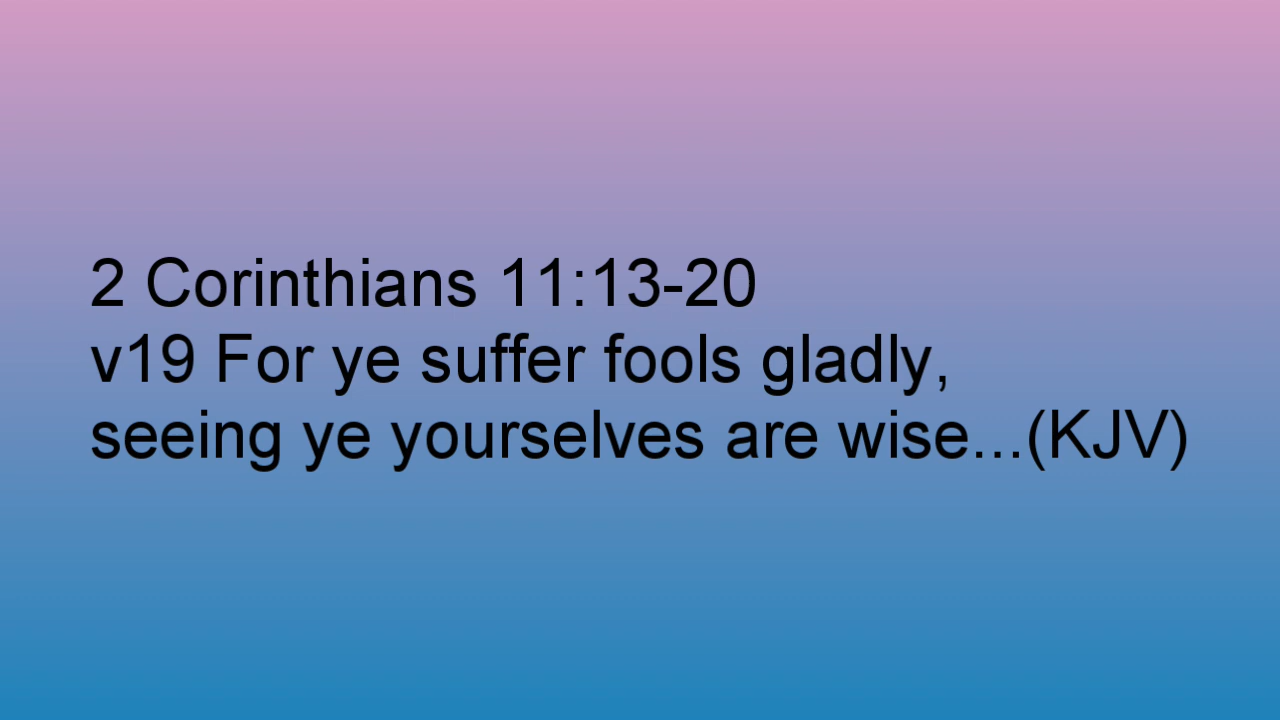 2 Corinthians 11:13-20
v19 For ye suffer fools gladly,
seeing ye yourselves are wise...(KJV)